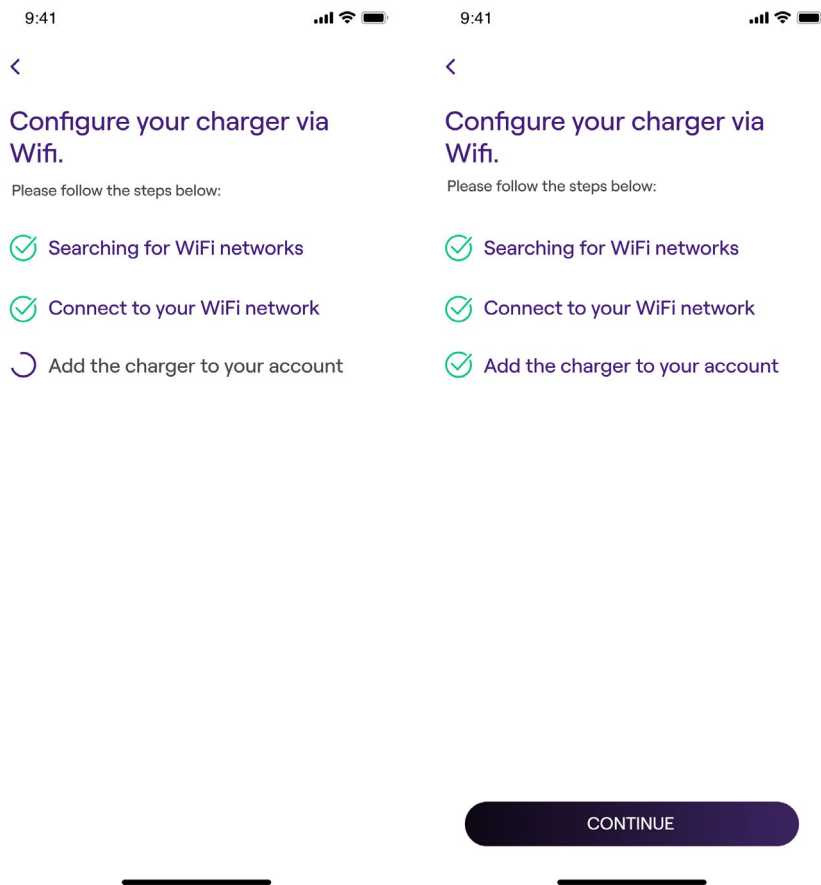 9:41
Configure your charger via
Wifi.
Please follow the steps below:
Searching for WiFi networks
Connect to your WiFi network
Add the charger to your account
9:41
Configure your charger via
Wifi.
Please follow the steps below:
Searching for WiFi networks
Connect to your WiFi network
Add the charger to your account
CONTINUE